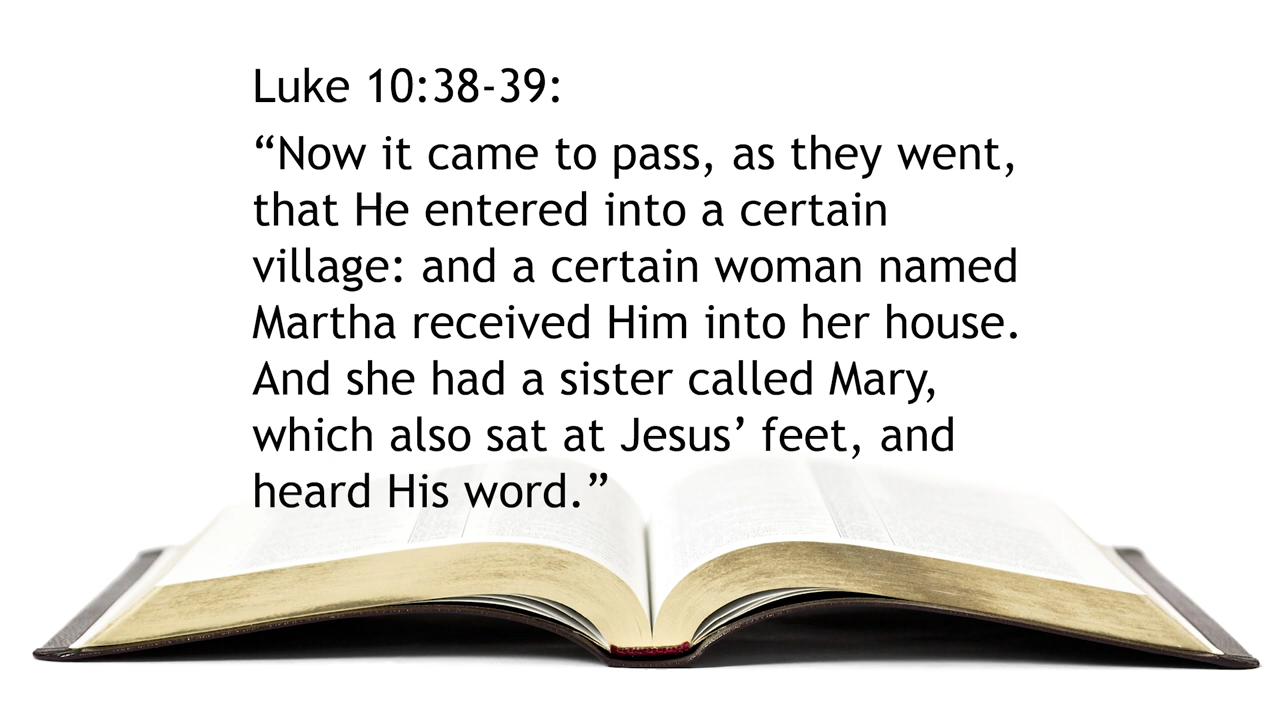 Luke 10:38-39:
“Now it came to pass, as they went,
that He entered into a certain
village: and a certain woman named
Martha received Him into her house.
And she had a sister called Mary,
which also sat at Jesus’ feet, and
heard His word.”